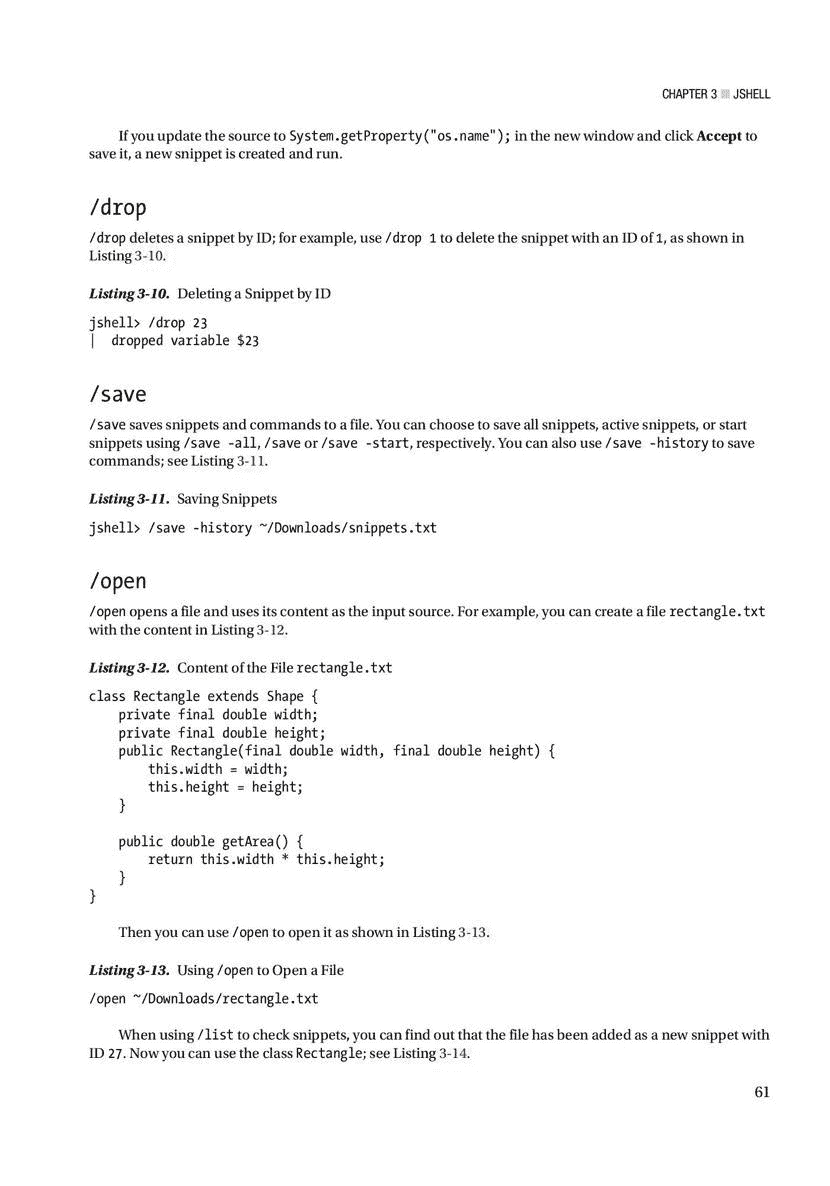 CHAPTER 3 ▒ JSHELL
If you update the source to System.getProperty("os.name"); in the new window and click Accept to
save it, a new snippet is created and run.
/drop
/drop deletes a snippet by ID; for example, use /drop 1 to delete the snippet with an ID of 1, as shown in
Listing 3-10.
Listing 3-10. Deleting a Snippet by ID
jshell> /drop 23
|  dropped variable $23
/save
/save saves snippets and commands to a file. You can choose to save all snippets, active snippets, or start
snippets using /save -all, /save or /save -start, respectively. You can also use /save -history to save
commands; see Listing 3-11.
Listing 3-11. Saving Snippets
jshell> /save -history ~/Downloads/snippets.txt
/open
/open opens a file and uses its content as the input source. For example, you can create a file rectangle.txt
with the content in Listing 3-12.
Listing 3-12. Content of the File rectangle.txt
class Rectangle extends Shape {
    private final double width;
    private final double height;
    public Rectangle(final double width, final double height) {
        this.width = width;
        this.height = height;
    }
    public double getArea() {
        return this.width * this.height;
    }
}
Then you can use /open to open it as shown in Listing 3-13.
Listing 3-13. Using /open to Open a File
/open ~/Downloads/rectangle.txt
When using /list to check snippets, you can find out that the file has been added as a new snippet with
ID 27. Now you can use the class Rectangle; see Listing 3-14.
61